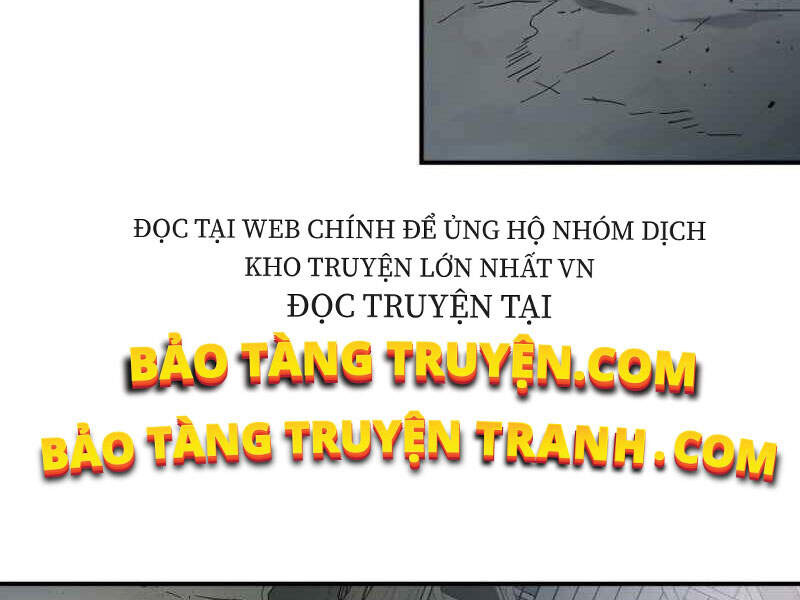 ĐỌC TẠI WEB CHÍNH ĐỂ ỦNG HỘ NHÓM DỊCH
KHO TRUYỆN LỚN NHẤT VN
ĐỌC TRUYỆN TẠI
BẢO TÀNG TRUYỆN.COM
BẢO TÀNG TRUYỆN TRANH.COM